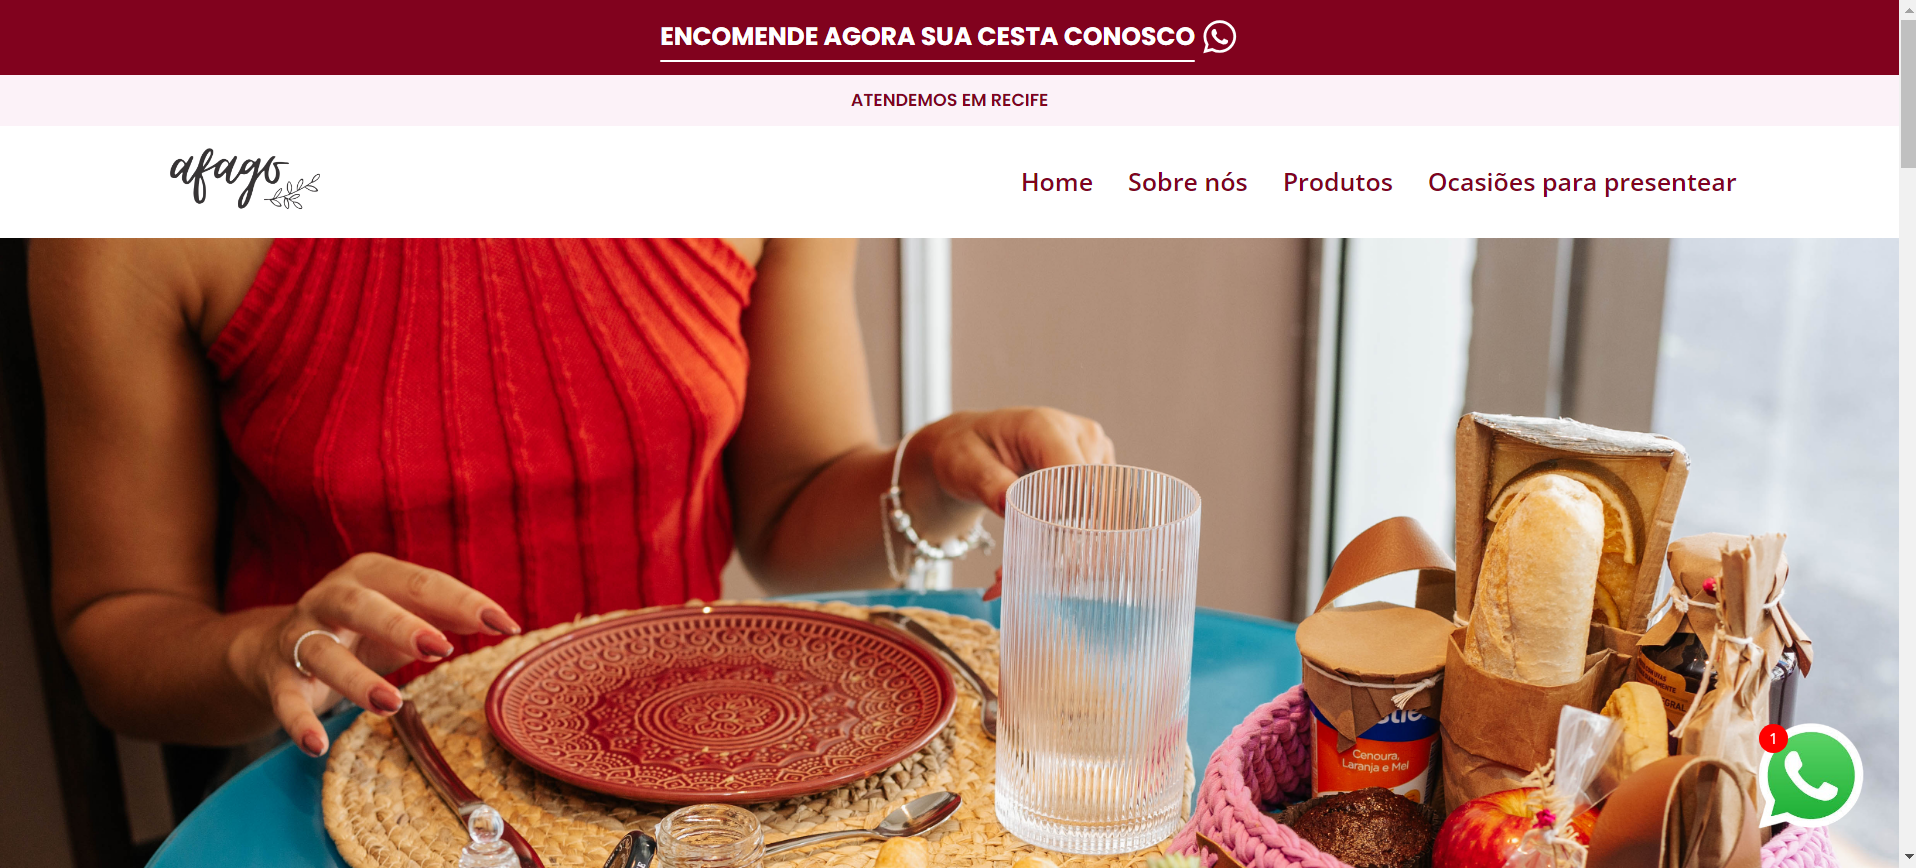 ENCOMENDE AGORA SUA CESTA CONOSCO
ATENDEMOS EM RECIFE
afago
Home Sobre nós Produtos Ocasiões para presentear
Cenoura,
Laranja e Mel
1